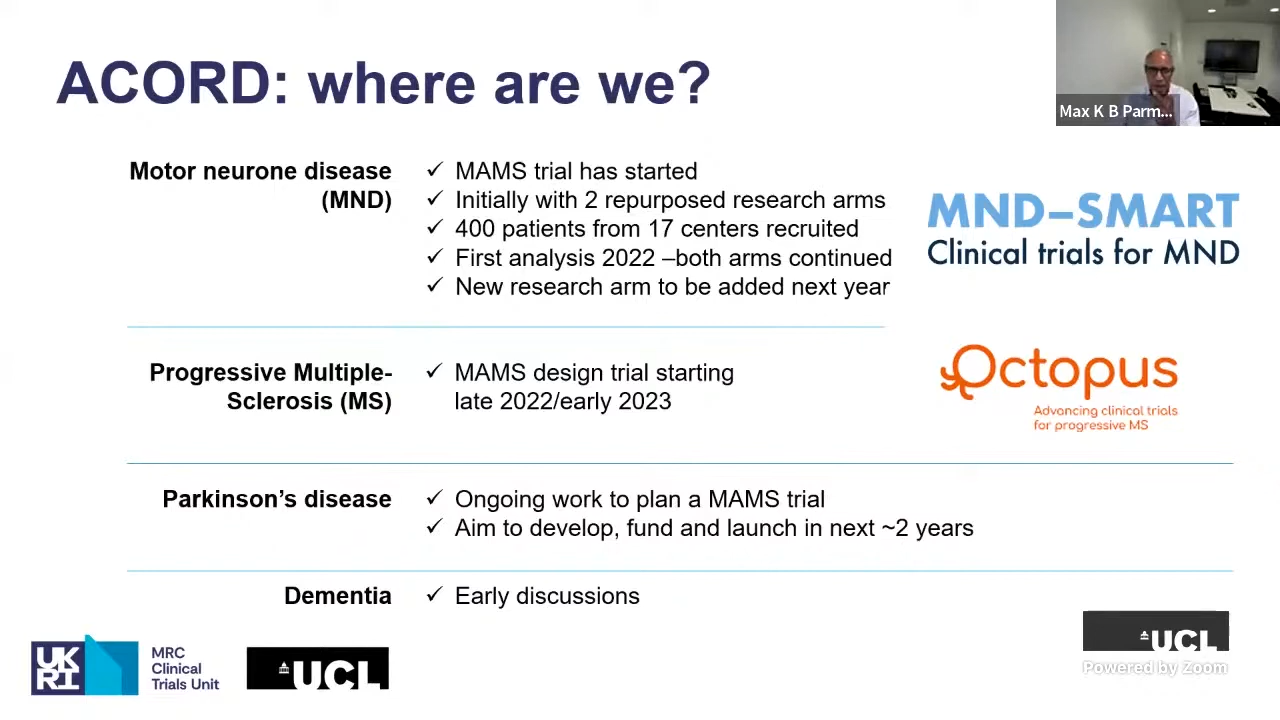 ACORD: where are we?
Max K B Parm...
Motor neurone disease
(MND)
✓ MAMS trial has started
✓ Initially with 2 repurposed research arms
✓ 400 patients from 17 centers recruited
✓ First analysis 2022 –both arms continued
✓ New research arm to be added next year
MND–SMART
Clinical trials for MND
Progressive Multiple-
Sclerosis (MS)
✓ MAMS design trial starting
late 2022/early 2023
Octopus
Advancing clinical trials
for progressive MS
Parkinson’s disease
✓ Ongoing work to plan a MAMS trial
✓ Aim to develop, fund and launch in next ~2 years
Dementia
✓ Early discussions
UK
RI
MRC
Clinical
Trials Unit
UCL
UCL
Powered by Zoom